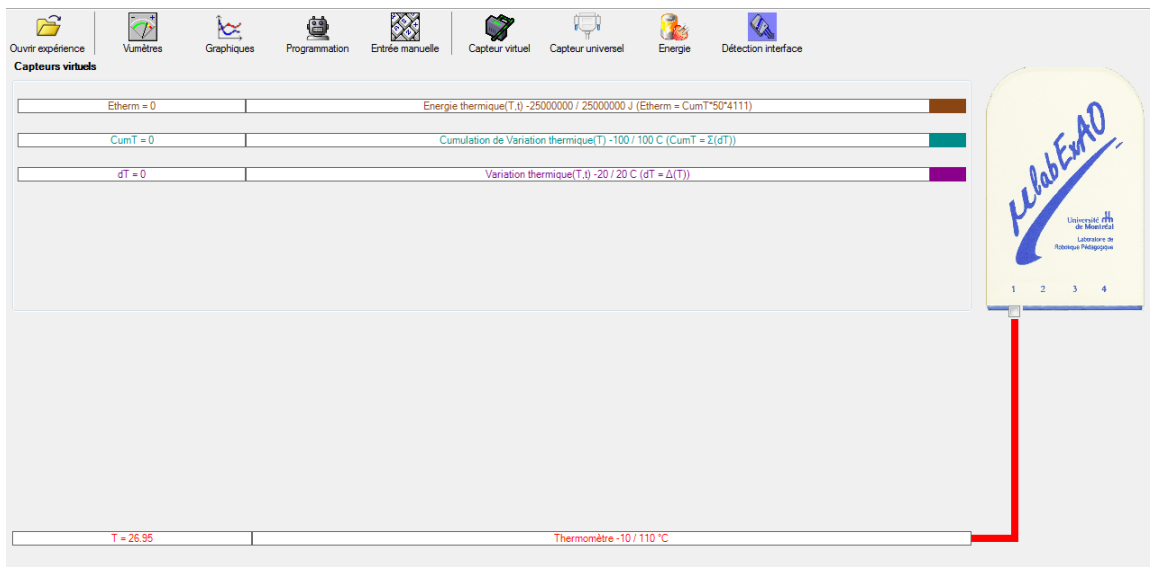 Ouvrir expérience
Vumètres
Graphiques
Programmation
Entrée manuelle
Capteur virtuel
Capteur universel
Energie
Détection interface
Capteurs virtuels
Etherm = 0
Energie thermique(T,t) -25000000 / 25000000 J (Etherm = CumT*50*4111)
CumT = 0
Cumulation de Variation thermique(T) -100 / 100 C (CumT = Σ(dT))
dT = 0
Variation thermique(T,t) -20 / 20 C (dT = Δ(T))
µlabExAO
Université
de Montréal
Laboratoire de
Robotique Pédagogique
1 2 3 4
T = 26.95
Thermomètre -10 / 110 °C